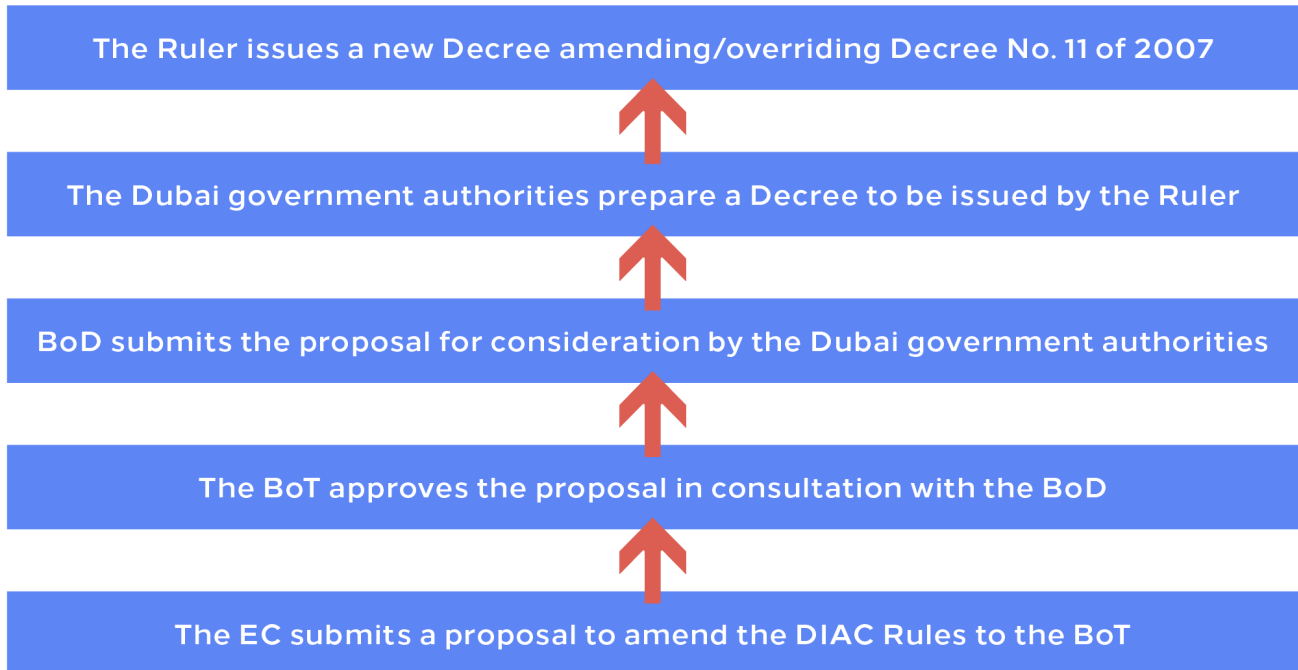 The Ruler issues a new Decree amending/overriding Decree No. 11 of 2007
The Dubai government authorities prepare a Decree to be issued by the Ruler
BoD submits the proposal for consideration by the Dubai government authorities
The BoT approves the proposal in consultation with the BoD
The EC submits a proposal to amend the DIAC Rules to the BoT